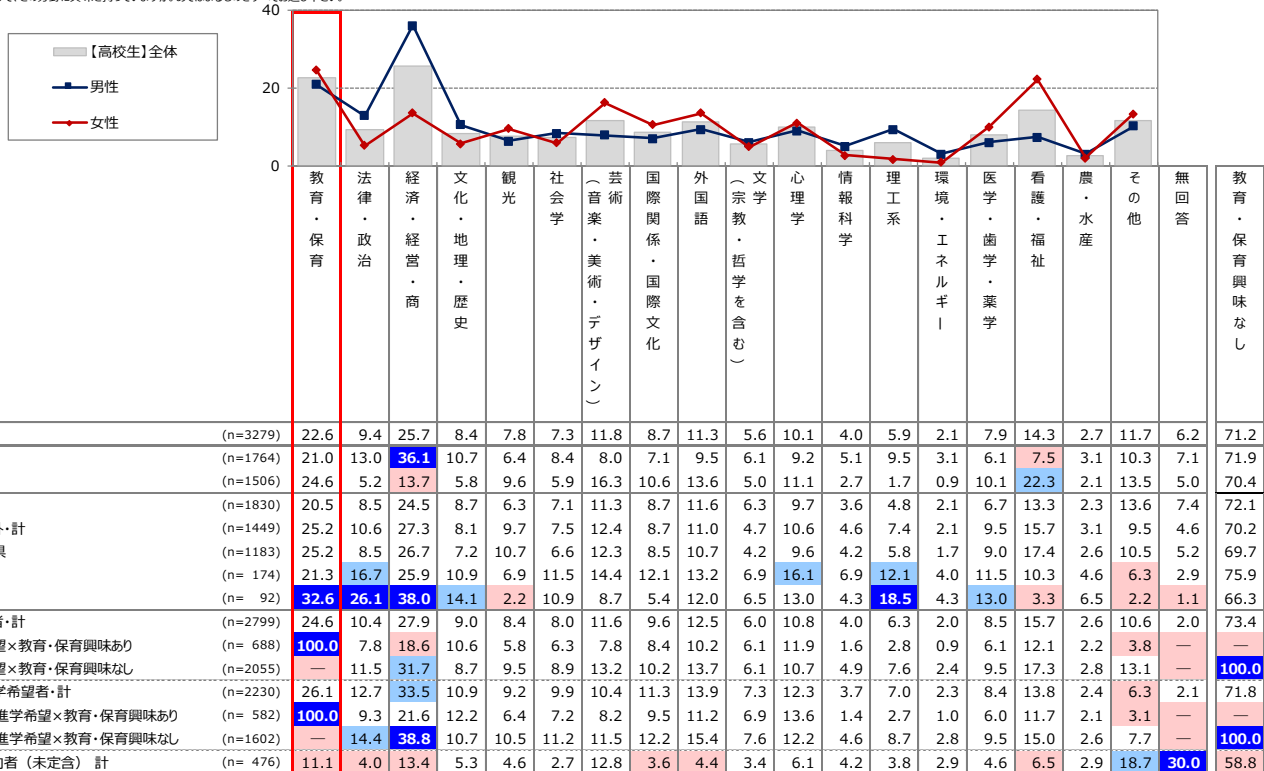 【高校生】全体
男性
女性
40
20
0
教育・保育
法律・政治
経済・経営・商
文化・地理・歴史
観光
社会学
芸術
（音楽・美術・デザイン）
国際関係・国際文化
外国語
文学
（宗教・哲学を含む）
心理学
情報科学
理工系
環境・エネルギー
医学・歯学・薬学
看護・福祉
農・水産
その他
無回答
教育・保育興味なし
(n=3279) 22.6 9.4 25.7 8.4 7.8 7.3 11.8 8.7 11.3 5.6 10.1 4.0 5.9 2.1 7.9 14.3 2.7 11.7 6.2 71.2
(n=1764) 21.0 13.0 36.1 10.7 6.4 8.4 8.0 7.1 9.5 6.1 9.2 5.1 9.5 3.1 6.1 7.5 3.1 10.3 7.1 71.9
(n=1506) 24.6 5.2 13.7 5.8 9.6 5.9 16.3 10.6 13.6 5.0 11.1 2.7 1.7 0.9 10.1 22.3 2.1 13.5 5.0 70.4
(n=1830) 20.5 8.5 24.5 8.7 6.3 7.1 11.3 8.7 11.6 6.3 9.7 3.6 4.8 2.1 6.7 13.3 2.3 13.6 7.4 72.1
・計 (n=1449) 25.2 10.6 27.3 8.1 9.7 7.5 12.4 8.7 11.0 4.7 10.6 4.6 7.4 2.1 9.5 15.7 3.1 9.5 4.6 70.2
(n=1183) 25.2 8.5 26.7 7.2 10.7 6.6 12.3 8.5 10.7 4.2 9.6 4.2 5.8 1.7 9.0 17.4 2.6 10.5 5.2 69.7
(n= 174) 21.3 16.7 25.9 10.9 6.9 11.5 14.4 12.1 13.2 6.9 16.1 6.9 12.1 4.0 11.5 10.3 4.6 6.3 2.9 75.9
(n= 92) 32.6 26.1 38.0 14.1 2.2 10.9 8.7 5.4 12.0 6.5 13.0 4.3 18.5 4.3 13.0 3.3 6.5 2.2 1.1 66.3
・計 (n=2799) 24.6 10.4 27.9 9.0 8.4 8.0 11.6 9.6 12.5 6.0 10.8 4.0 6.3 2.0 8.5 15.7 2.6 10.6 2.0 73.4
望×教育・保育興味あり (n= 688) 100.0 7.8 18.6 10.6 5.8 6.3 7.8 8.4 10.2 6.1 11.9 1.6 2.8 0.9 6.1 12.1 2.2 3.8 — —
望×教育・保育興味なし (n=2055) — 11.5 31.7 8.7 9.5 8.9 13.2 10.2 13.7 6.1 10.7 4.9 7.6 2.4 9.5 17.3 2.8 13.1 — 100.0
学希望者・計 (n=2230) 26.1 12.7 33.5 10.9 9.2 9.9 10.4 11.3 13.9 7.3 12.3 3.7 7.0 2.3 8.4 13.8 2.4 6.3 2.1 71.8
進学希望×教育・保育興味あり (n= 582) 100.0 9.3 21.6 12.2 6.4 7.2 8.2 9.5 11.2 6.9 13.6 1.4 2.7 1.0 6.0 11.7 2.1 3.1 — —
進学希望×教育・保育興味なし (n=1602) — 14.4 38.8 10.7 10.5 11.2 11.5 12.2 15.4 7.6 12.2 4.6 8.7 2.8 9.5 15.0 2.6 7.7 — 100.0
者（未定含） 計 (n= 476) 11.1 4.0 13.4 5.3 4.6 2.7 12.8 3.6 4.4 3.4 6.1 4.2 3.8 2.9 4.6 6.5 2.9 18.7 30.0 58.8